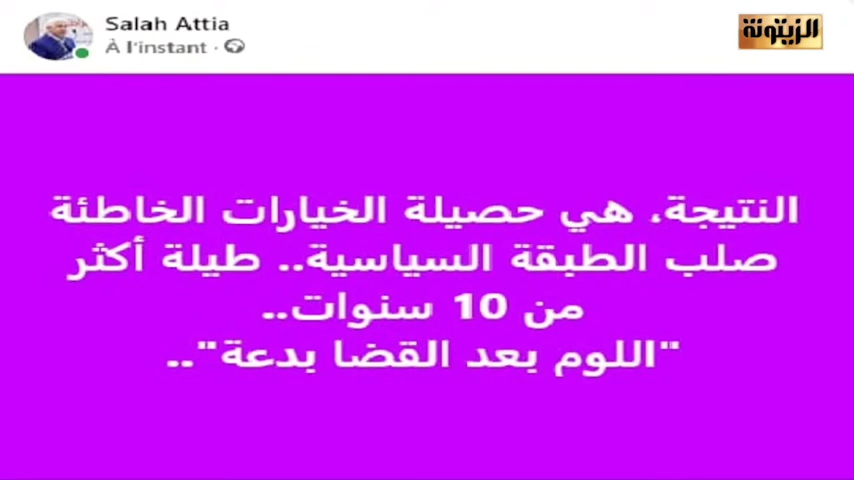 Salah Attia
À l'instant ·
الزيتونة
النتيجة، هي حصيلة الخيارات الخاطئة
صلب الطبقة السياسية.. طيلة أكثر
من 10 سنوات..
"اللوم بعد القضا بدعة"..